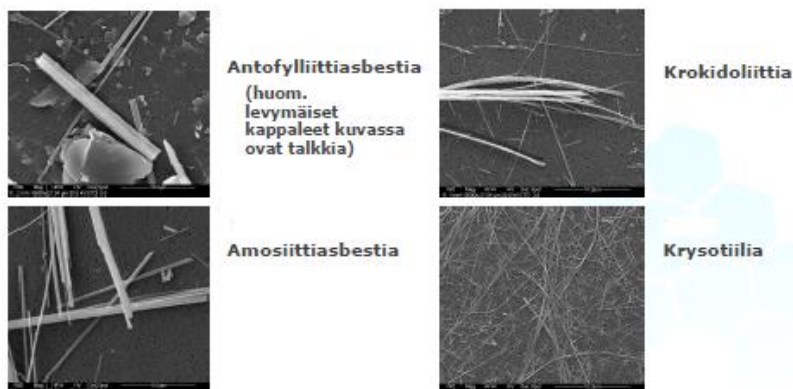 Antofylliittiasbestia
(huom.
levymäiset
kappaleet kuvassa
ovat talkkia)
Krokidoliittia
Amosiittiasbestia
Krysotiilia